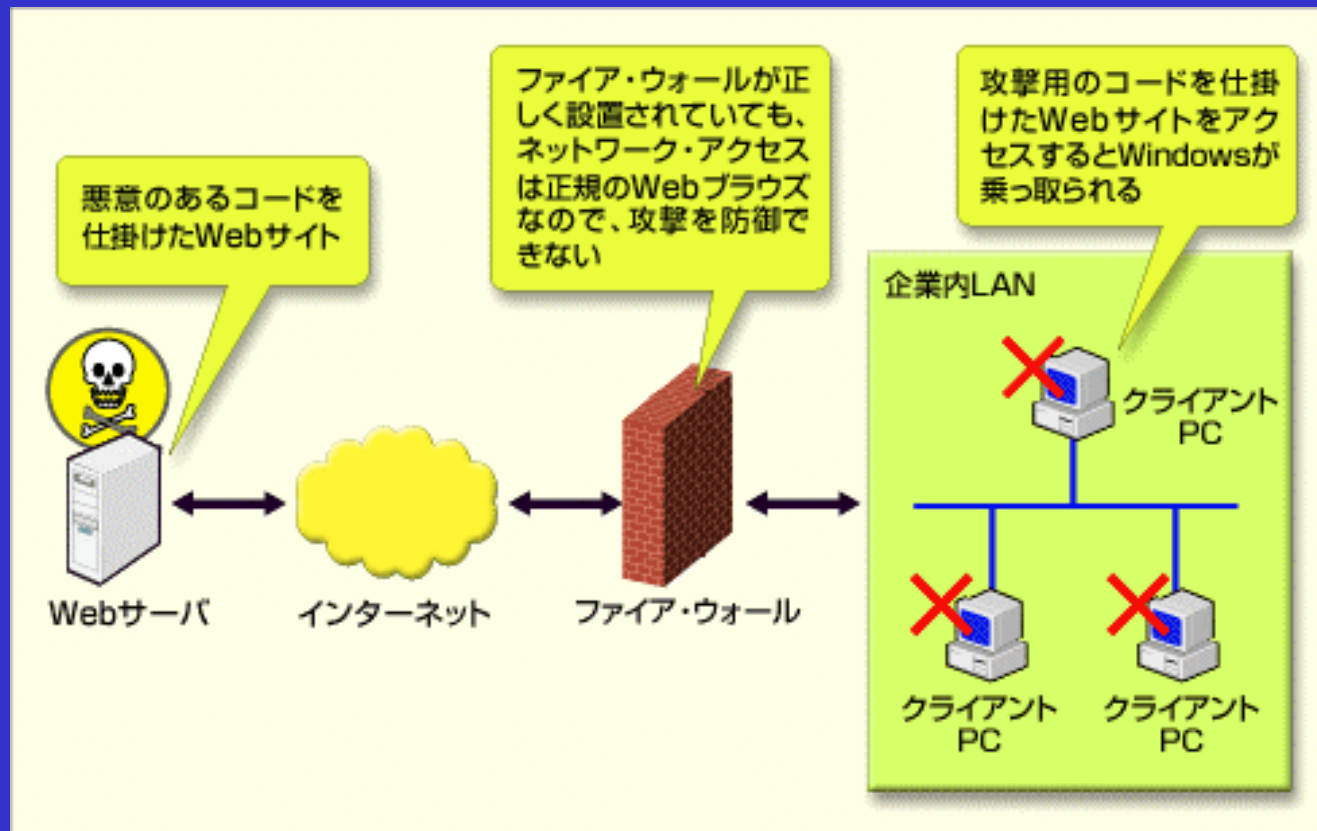 悪意のあるコードを
仕掛けたWebサイト
ファイア・ウォールが正
しく設置されていても、
ネットワーク・アクセス
は正規のWebブラウズ
なので、攻撃を防御で
きない
攻撃用のコードを仕掛
けたWebサイトをアク
セスするとWindowsが
乗っ取られる
企業内LAN
クライアント
PC
Webサーバ
インターネット
ファイア・ウォール
クライアント
PC
クライアント
PC